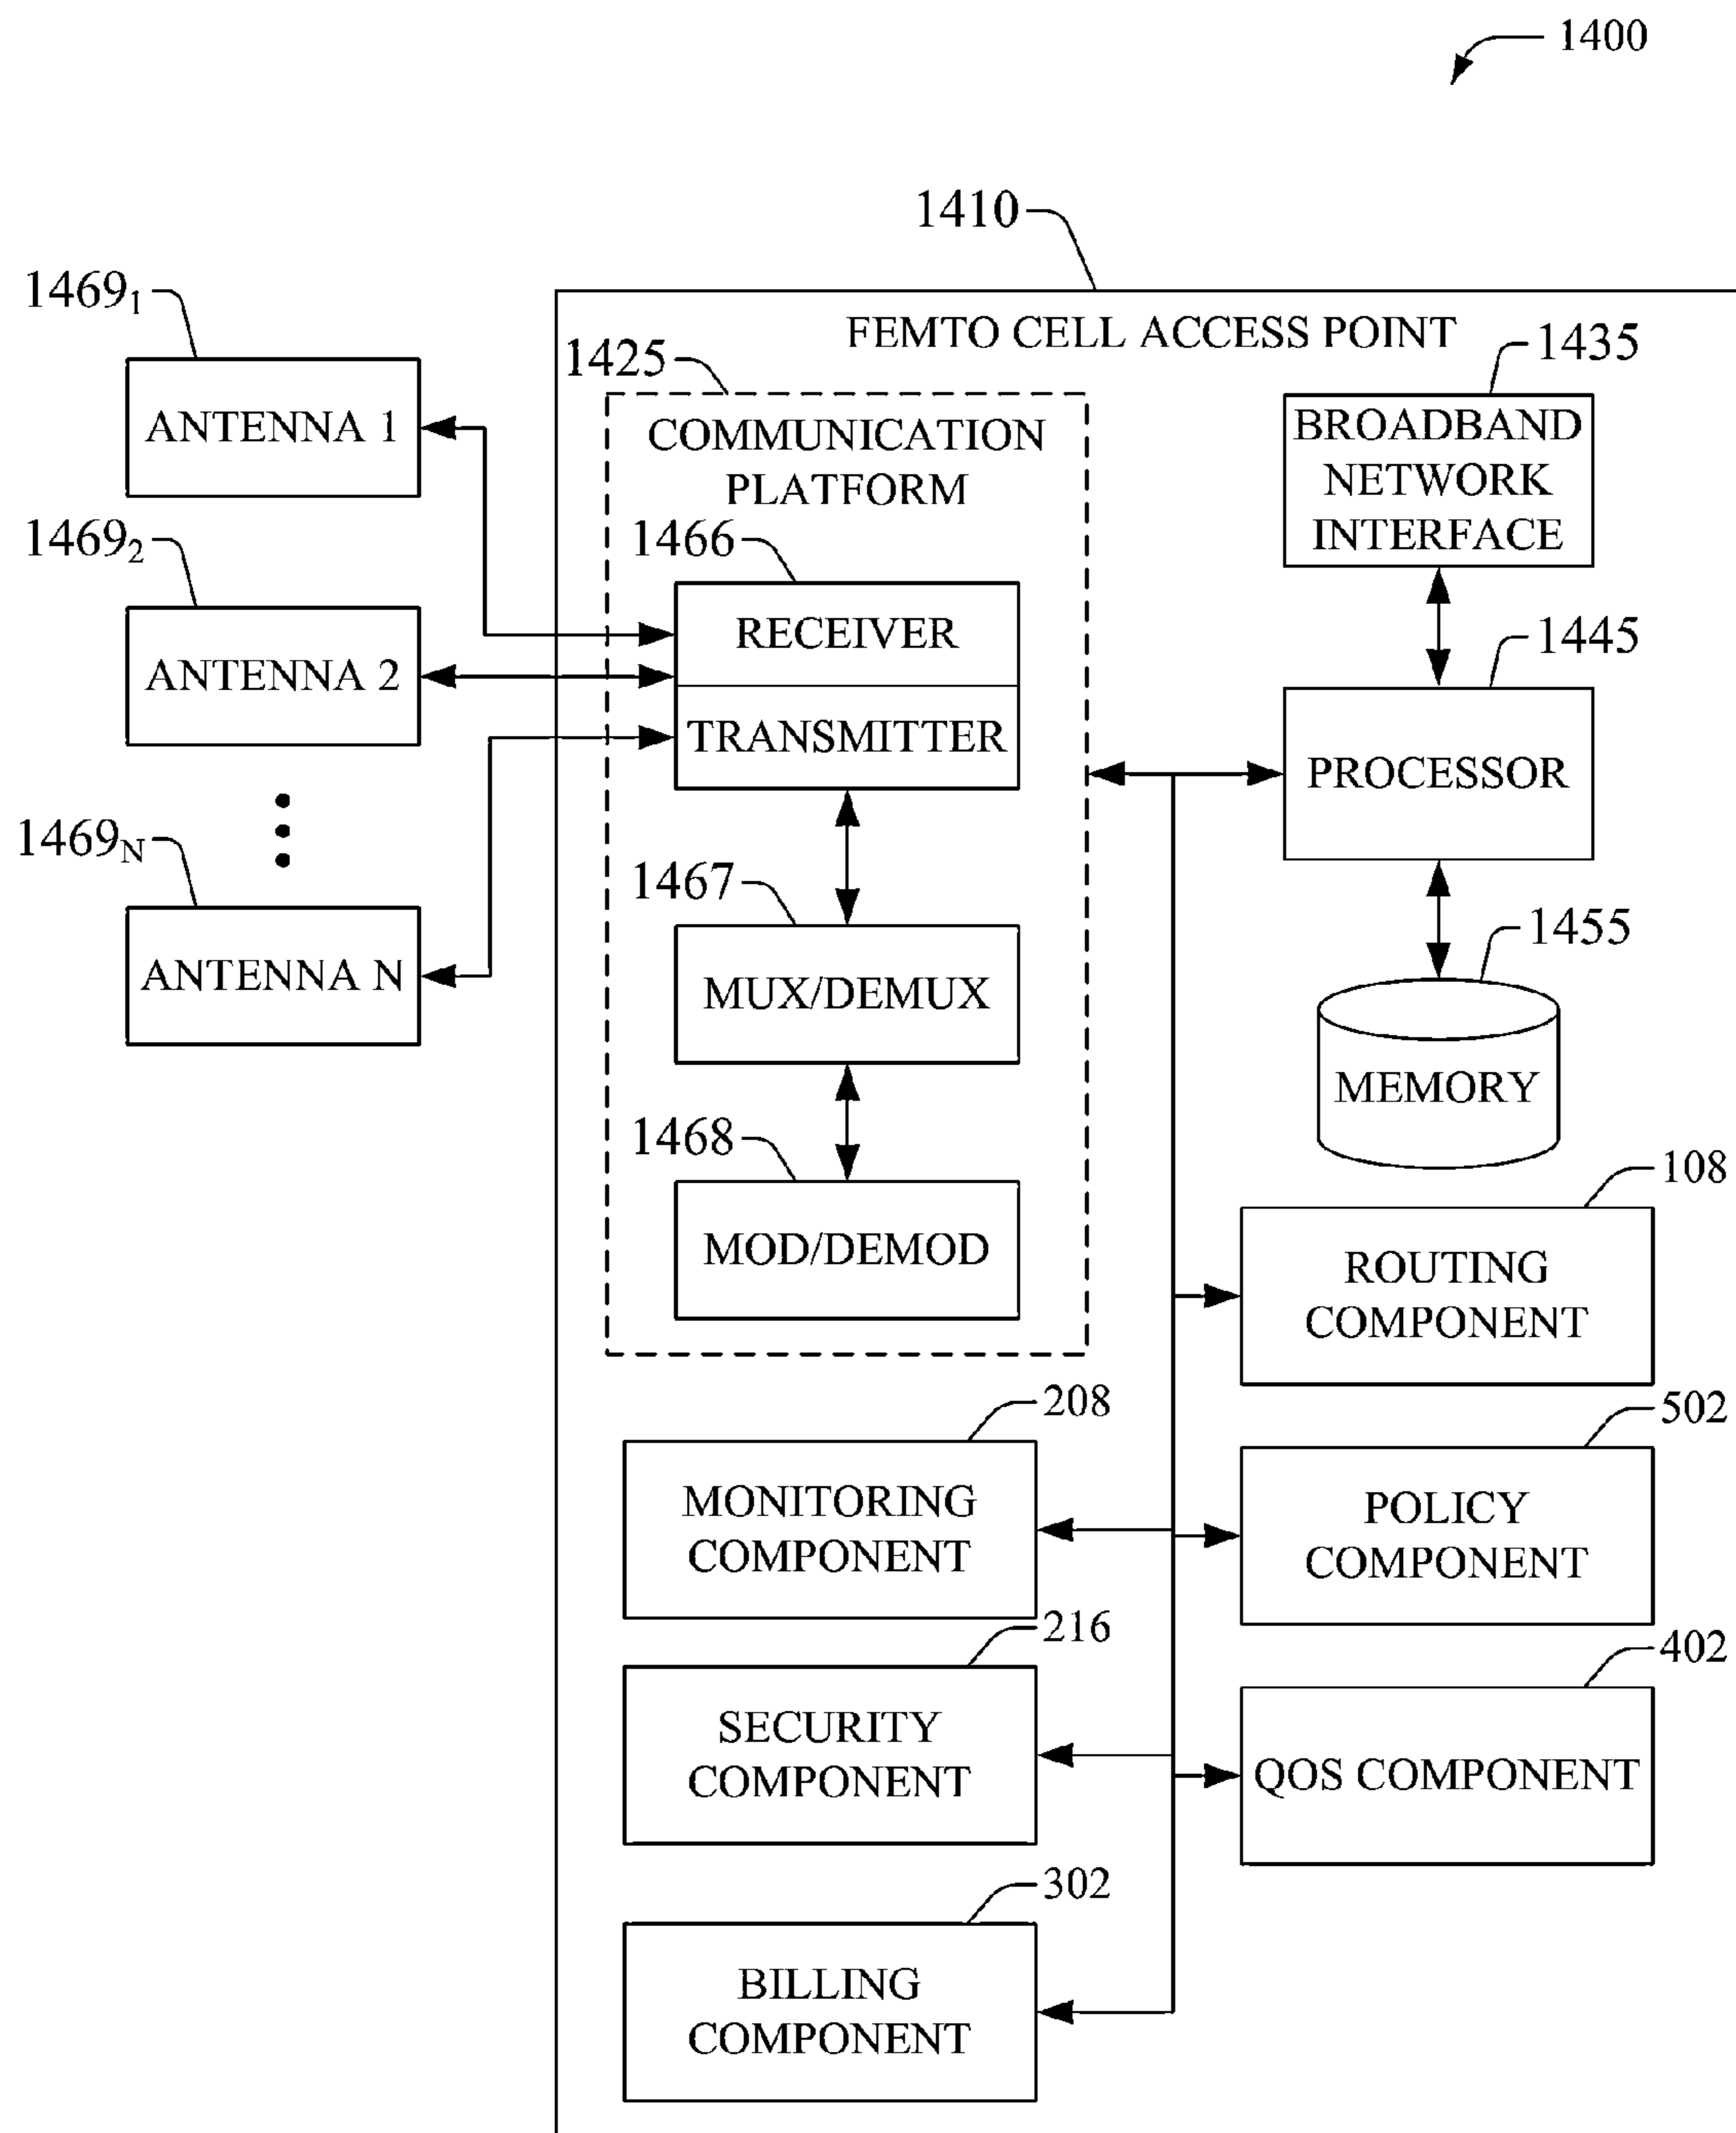 1400
1410
FEMTO CELL ACCESS POINT
1469₁
ANTENNA 1
1469₂
ANTENNA 2
1469N
ANTENNA N
1425
COMMUNICATION
PLATFORM
1466
RECEIVER
TRANSMITTER
1467
MUX/DEMUX
1468
MOD/DEMOD
1435
BROADBAND
NETWORK
INTERFACE
1445
PROCESSOR
1455
MEMORY
108
ROUTING
COMPONENT
208
MONITORING
COMPONENT
502
POLICY
COMPONENT
216
SECURITY
COMPONENT
402
QOS COMPONENT
302
BILLING
COMPONENT